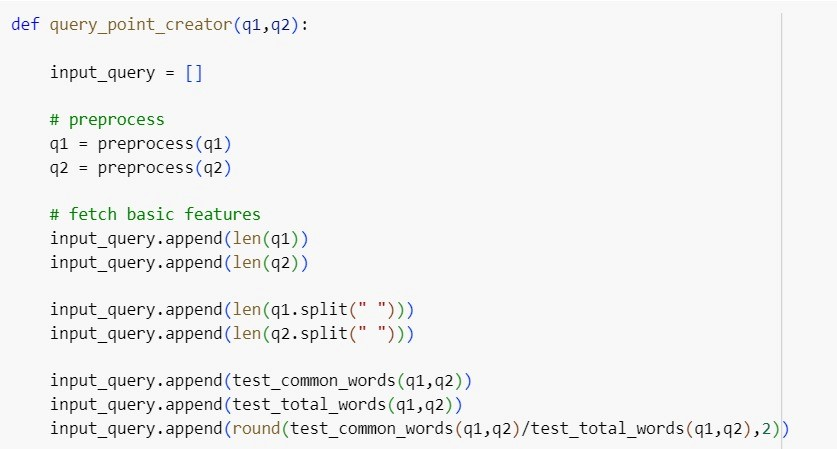 def query_point_creator(q1,q2):
input_query = []
# preprocess
q1 = preprocess(q1)
q2 = preprocess(q2)
# fetch basic features
input_query.append(len(q1))
input_query.append(len(q2))
input_query.append(len(q1.split(" ")))
input_query.append(len(q2.split(" ")))
input_query.append(test_common_words(q1,q2))
input_query.append(test_total_words(q1,q2))
input_query.append(round(test_common_words(q1,q2)/test_total_words(q1,q2),2))